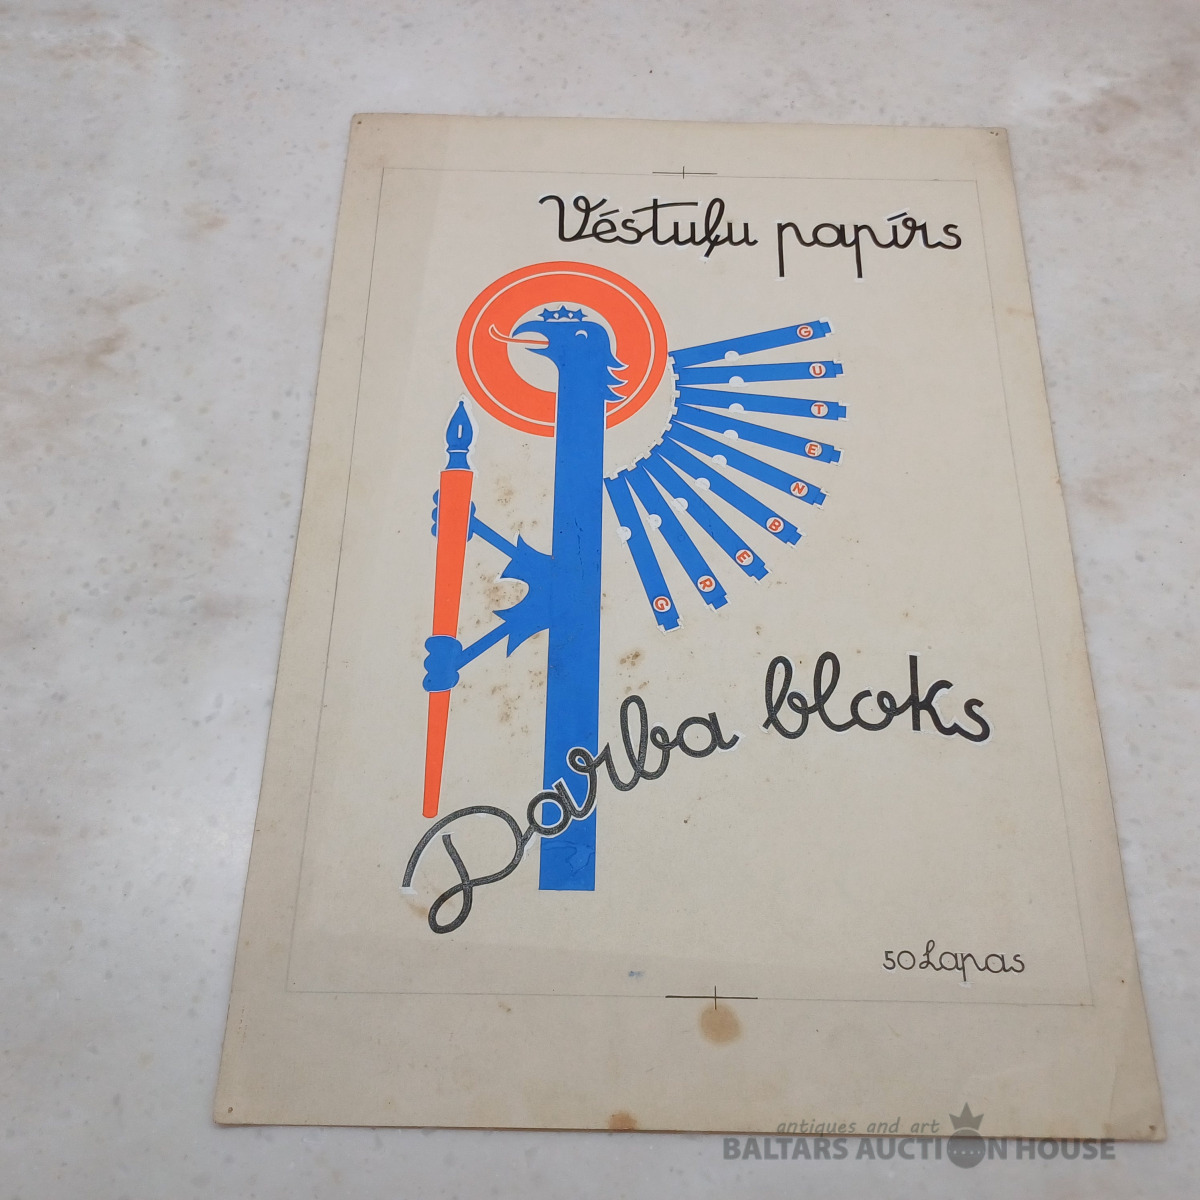 Vēstuļu papīrs
GUTENBERG
Darba bloks
50 Lapas
antiques and art
BALTARS AUCTION HOUSE